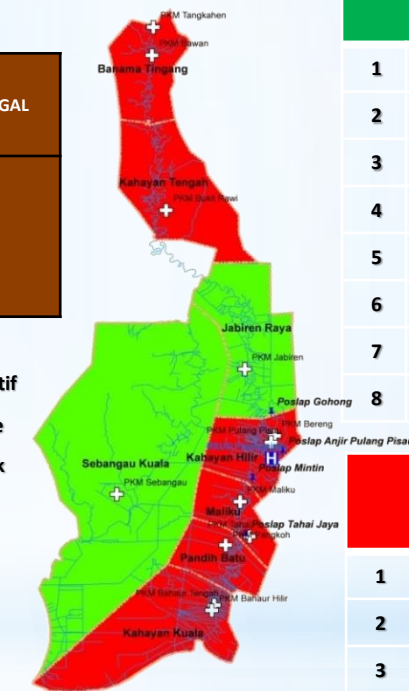 GAL
tif
e
k
PKM Tangkahen
PKM Bawan
Banama Tingang
Kahayan Tengah
PKM Bukit Rawi
Jabiren Raya
PKM Jabiren
Poslap Gohong
PKM Bereng
PKM Pulang Pisau
Poslap Anjir Pulang Pisau
Kahayan Hilir
H
Poslap Mintin
Sebangau Kuala
PKM Sebangau
PKM Maliku
Maliku
Poslap Tahai Jaya
Pandih Batu
PKM Bahaur Tengah
PKM Bahaur Hilir
Kahayan Kuala
1
2
3
4
5
6
7
8
1
2
3